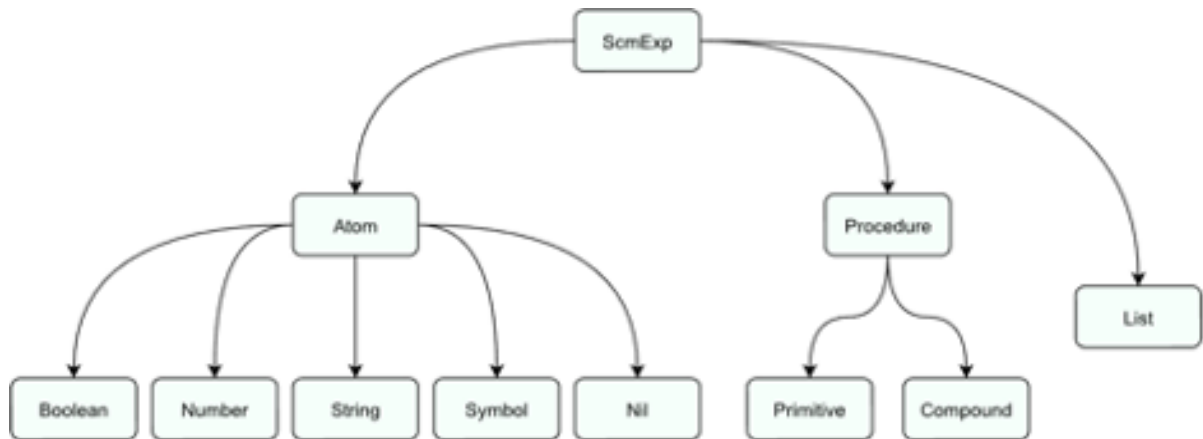 ScmExp
Atom
Procedure
List
Boolean
Number
String
Symbol
Nil
Primitive
Compound